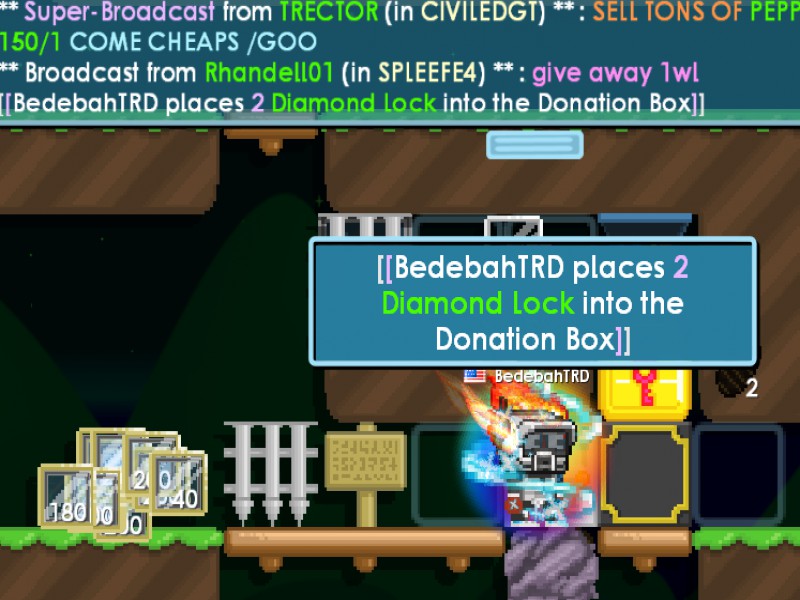 ** Super-Broadcast from TRECTOR (in CIVILEDGT) ** : SELL TONS OF PEPP
150/1 COME CHEAPS /GOO
** Broadcast from Rhandell01 (in SPLEEFE4) ** : give away 1wl
[[BedebahTRD places 2 Diamond Lock into the Donation Box]]
[[BedebahTRD places 2
Diamond Lock into the
Donation Box]]
BedebahTRD
2
180